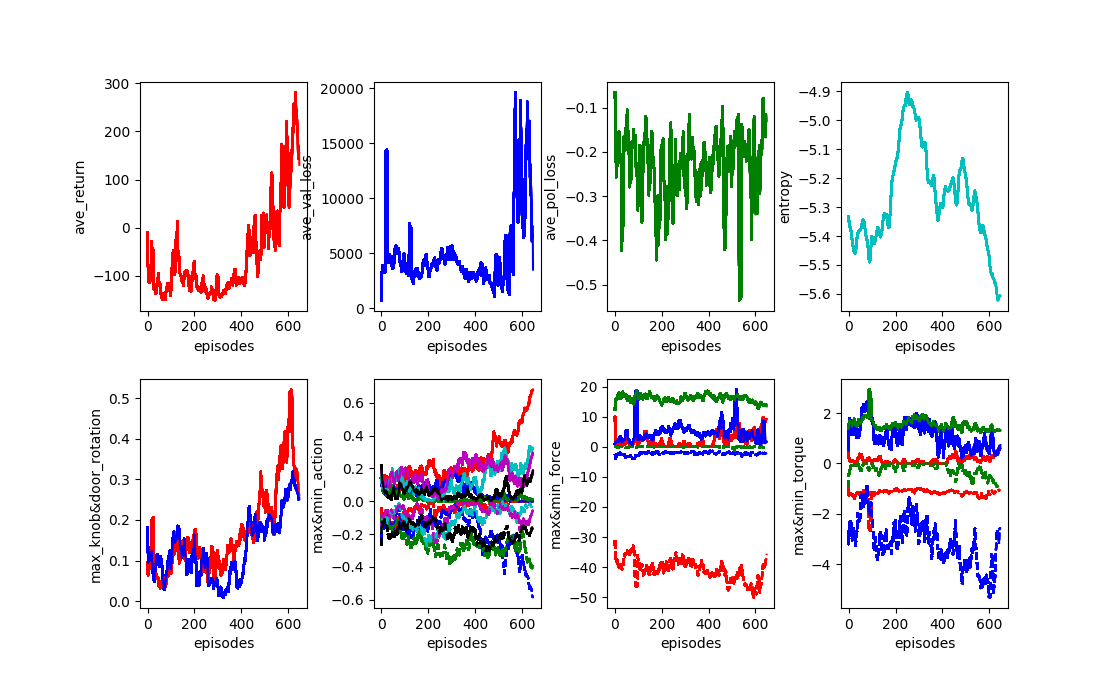 ave_return
300
200
100
0
−100
0 200 400 600
episodes
ave_val_loss
20000
15000
10000
5000
0
0 200 400 600
episodes
ave_pol_loss
−0.1
−0.2
−0.3
−0.4
−0.5
0 200 400 600
episodes
entropy
−4.9
−5.0
−5.1
−5.2
−5.3
−5.4
−5.5
−5.6
0 200 400 600
episodes
max_knob&door_rotation
0.5
0.4
0.3
0.2
0.1
0.0
0 200 400 600
episodes
max&min_action
0.6
0.4
0.2
0.0
−0.2
−0.4
−0.6
0 200 400 600
episodes
max&min_force
20
10
0
−10
−20
−30
−40
−50
0 200 400 600
episodes
max&min_torque
2
0
−2
−4
0 200 400 600
episodes